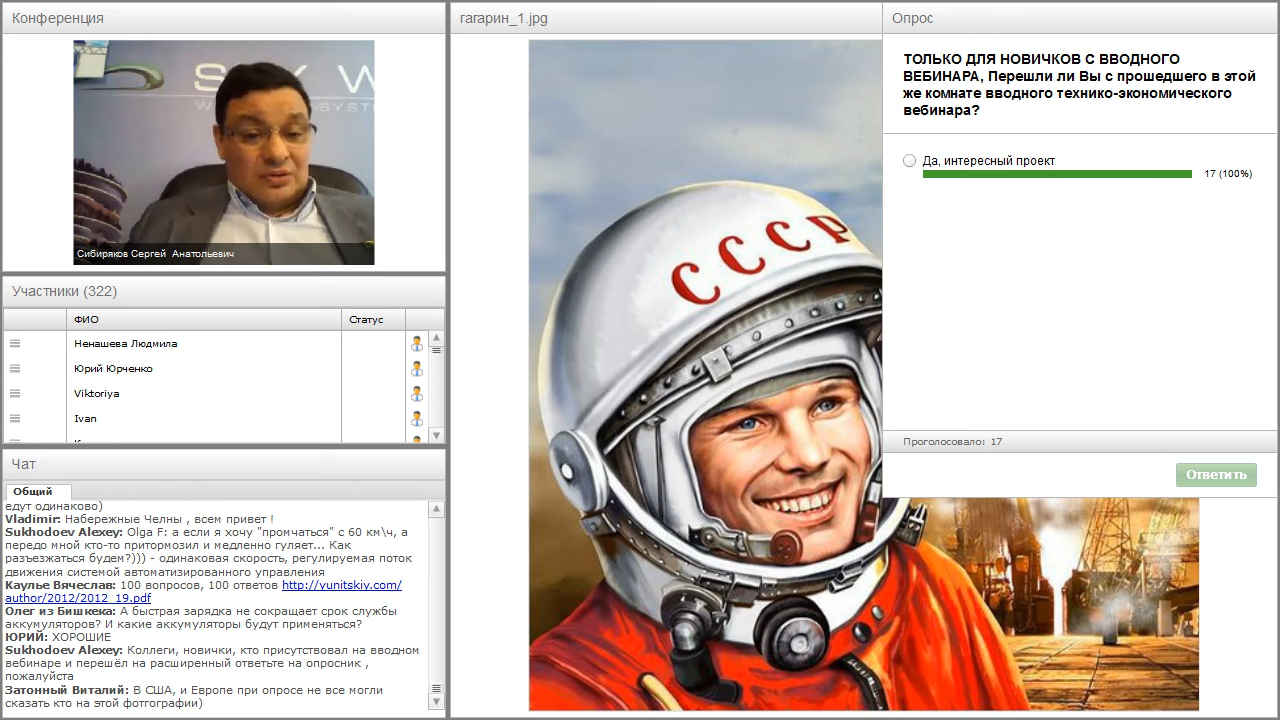 Конференция
S Y W
Сибиряков Сергей Анатольевич
Участники (322)
ФИО Статус
Ненашева Людмила
Юрий Юрченко
Viktoriya
Ivan
Чат
Общий
едут одинаково)
Vladimir: Набережные Челны , всем привет !
Sukhodoev Alexey: Olga F: а если я хочу "промчаться" с 60 км\ч, а
передо мной кто-то притормозил и медленно гуляет... Как
разъезжаться будем?))) - одинаковая скорость, регулируемая поток
движения системой автоматизированного управления
Каулье Вячеслав: 100 вопросов, 100 ответов http://yunitskiy.com/
author/2012/2012_19.pdf
Олег из Бишкека: А быстрая зарядка не сокращает срок службы
аккумуляторов? И какие аккумуляторы будут применяться?
ЮРИЙ: ХОРОШИЕ
Sukhodoev Alexey: Коллеги, новички, кто присутствовал на вводном
вебинаре и перешёл на расширенный ответьте на опросник ,
пожалуйста
Затонный Виталий: В США, и Европе при опросе не все могли
сказать кто на этой фоттографии)
гагарин_1.jpg
СССР
Опрос
ТОЛЬКО ДЛЯ НОВИЧКОВ С ВВОДНОГО
ВЕБИНАРА, Перешли ли Вы с прошедшего в этой
же комнате вводного технико-экономического
вебинара?
Да, интересный проект
17 (100%)
Проголосовало: 17
Ответить